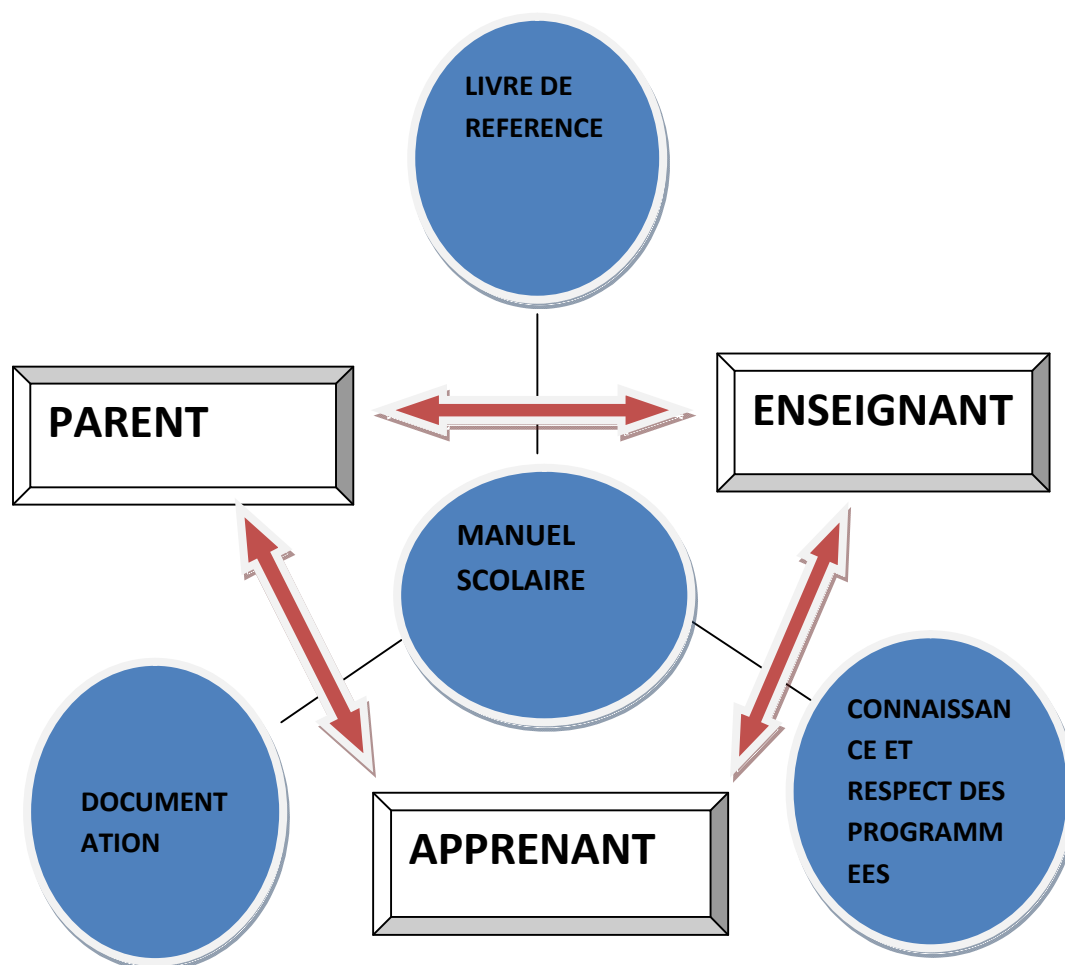 LIVRE DE
REFERENCE
PARENT
ENSEIGNANT
MANUEL
SCOLAIRE
DOCUMENT
ATION
APPRENANT
CONNAISSAN
CE ET
RESPECT DES
PROGRAMM
EES